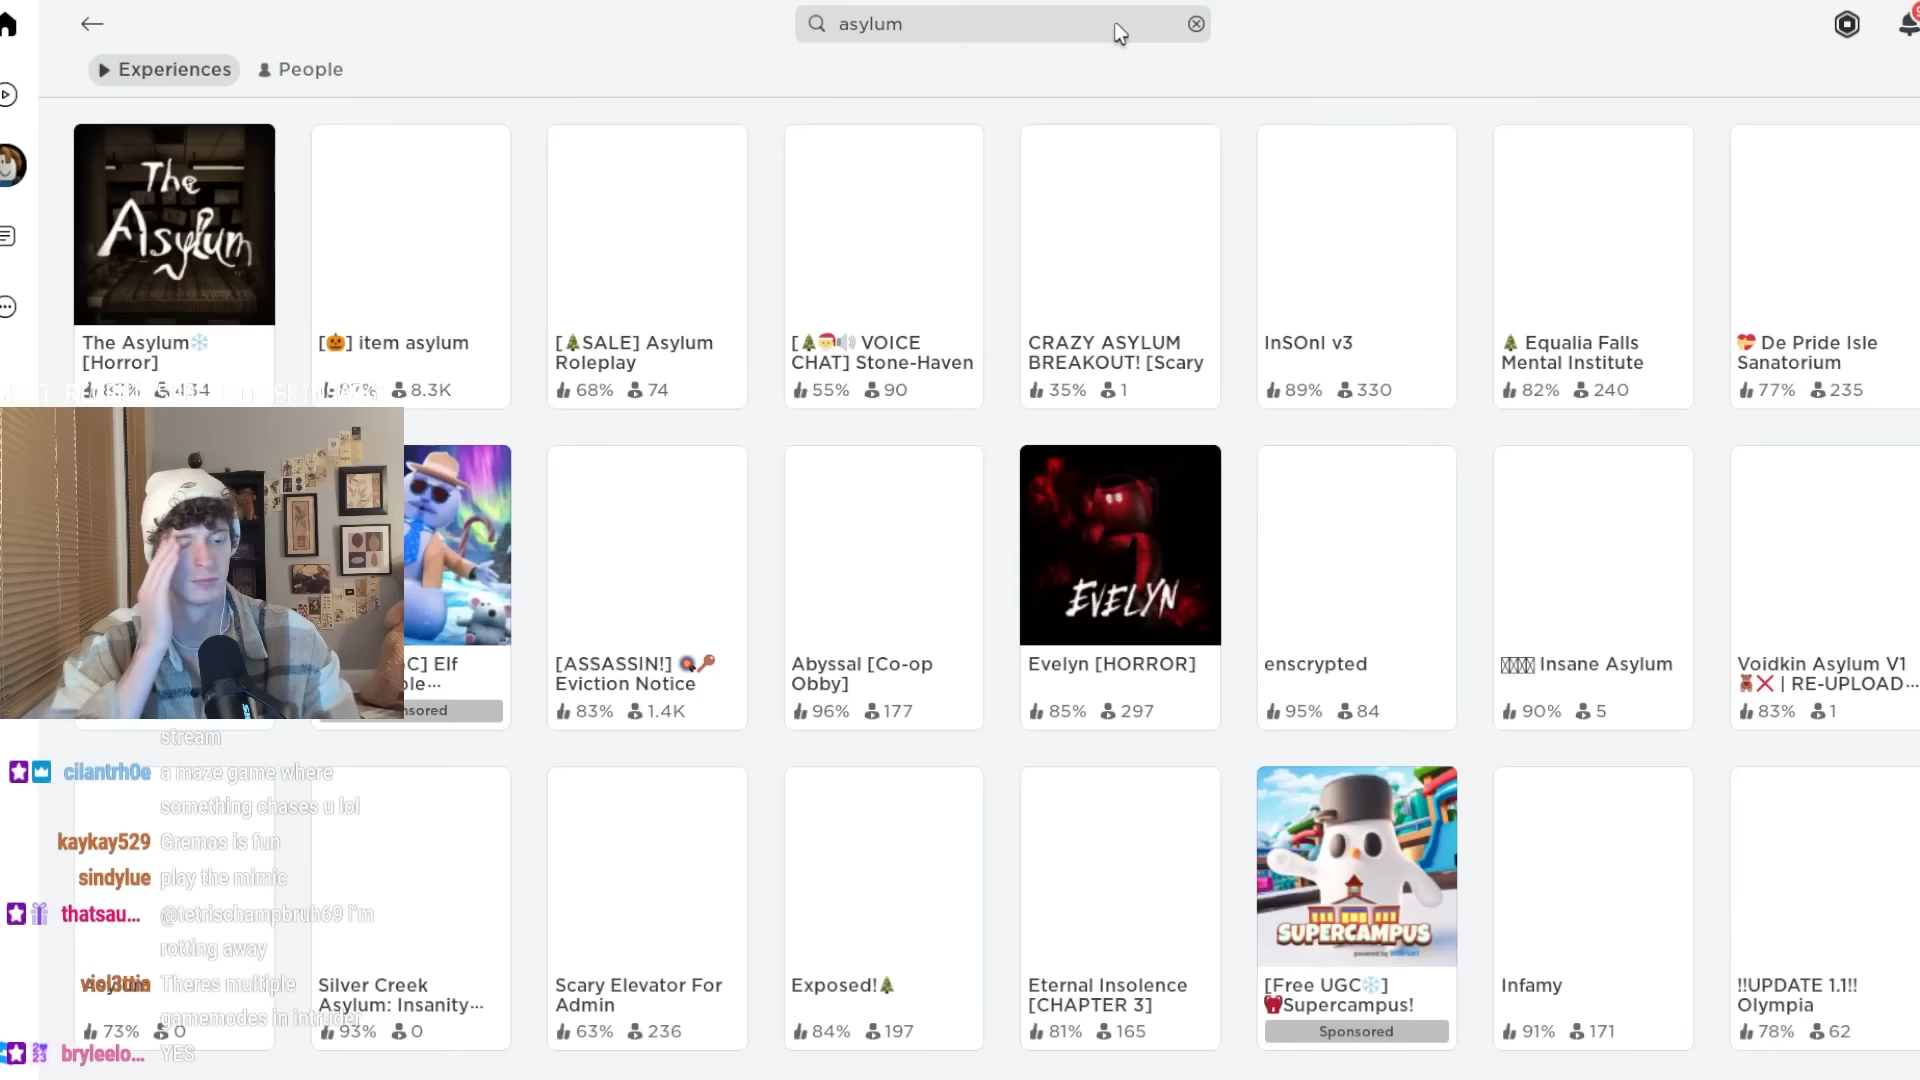 asylum
Experiences
People
The
Asylum
The Asylum❄️
[Horror]
[🎃] item asylum
8.3K
[🎄SALE] Asylum
Roleplay
68% 74
[🎄🎅🔊 VOICE
CHAT] Stone-Haven
55% 90
CRAZY ASYLUM
BREAKOUT! [Scary
35% 1
InSOnI v3
89% 330
🎄 Equalia Falls
Mental Institute
82% 240
💝 De Pride Isle
Sanatorium
77% 235
C] Elf
ple…
nsored
[ASSASSIN!]
Eviction Notice
83% 1.4K
Abyssal [Co-op
Obby]
96% 177
EVELYN
Evelyn [HORROR]
85% 297
enscrypted
95% 84
Insane Asylum
90% 5
Voidkin Asylum V1
🧸❌ | RE-UPLOAD…
83% 1
stream
cilantrh0e a maze game where
something chases u lol
kaykay529 Gremas is fun
sindylue play the mimic
thatsau... @tetrischampbruh69 I'm
rotting away
Theres multiple
gamemodes in intruder
bryleelo... YES
73% 0
Silver Creek
Asylum: Insanity…
93% 0
Scary Elevator For
Admin
63% 236
Exposed!🎄
84% 197
Eternal Insolence
[CHAPTER 3]
81% 165
SUPERCAMPUS
powered by Walmart
[Free UGC❄️]
Supercampus!
Sponsored
Infamy
91% 171
!!UPDATE 1.1!!
Olympia
78% 62